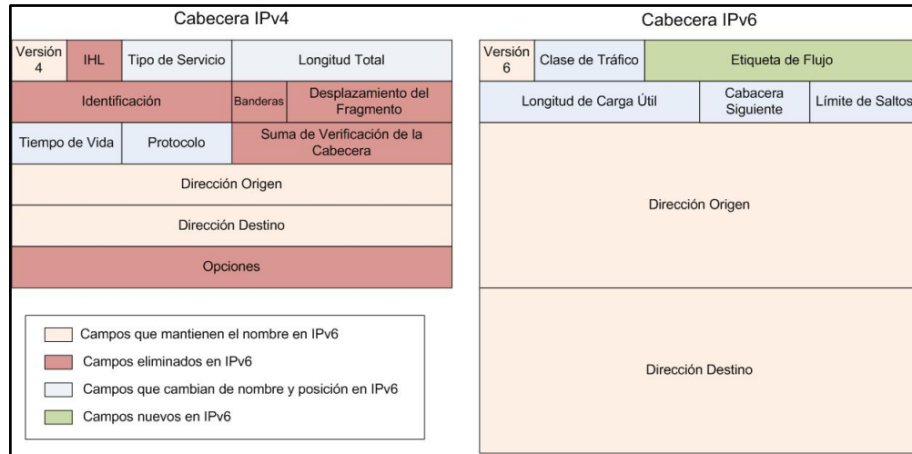 Cabecera IPv4
Versión
4
IHL
Tipo de Servicio
Longitud Total
Identificación
Banderas
Desplazamiento del
Fragmento
Tiempo de Vida
Protocolo
Suma de Verificación de la
Cabecera
Dirección Origen
Dirección Destino
Opciones
Campos que mantienen el nombre en IPv6
Campos eliminados en IPv6
Campos que cambian de nombre y posición en IPv6
Campos nuevos en IPv6
Cabecera IPv6
Versión
6
Clase de Tráfico
Etiqueta de Flujo
Longitud de Carga Útil
Cabacera
Siguiente
Límite de Saltos
Dirección Origen
Dirección Destino